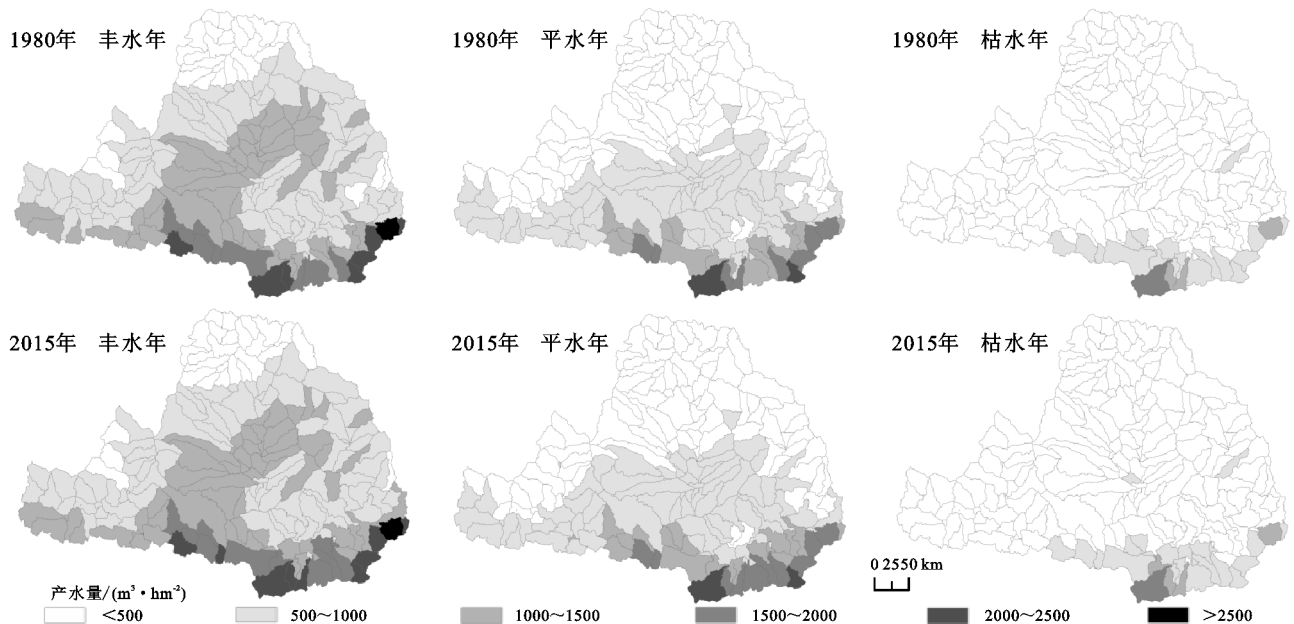 1980年 丰水年
1980年 平水年
1980年 枯水年
2015年 丰水年
2015年 平水年
2015年 枯水年
0 2550 km
产水量/(m³·hm⁻²)
<500
500～1000
1000～1500
1500～2000
2000～2500
>2500